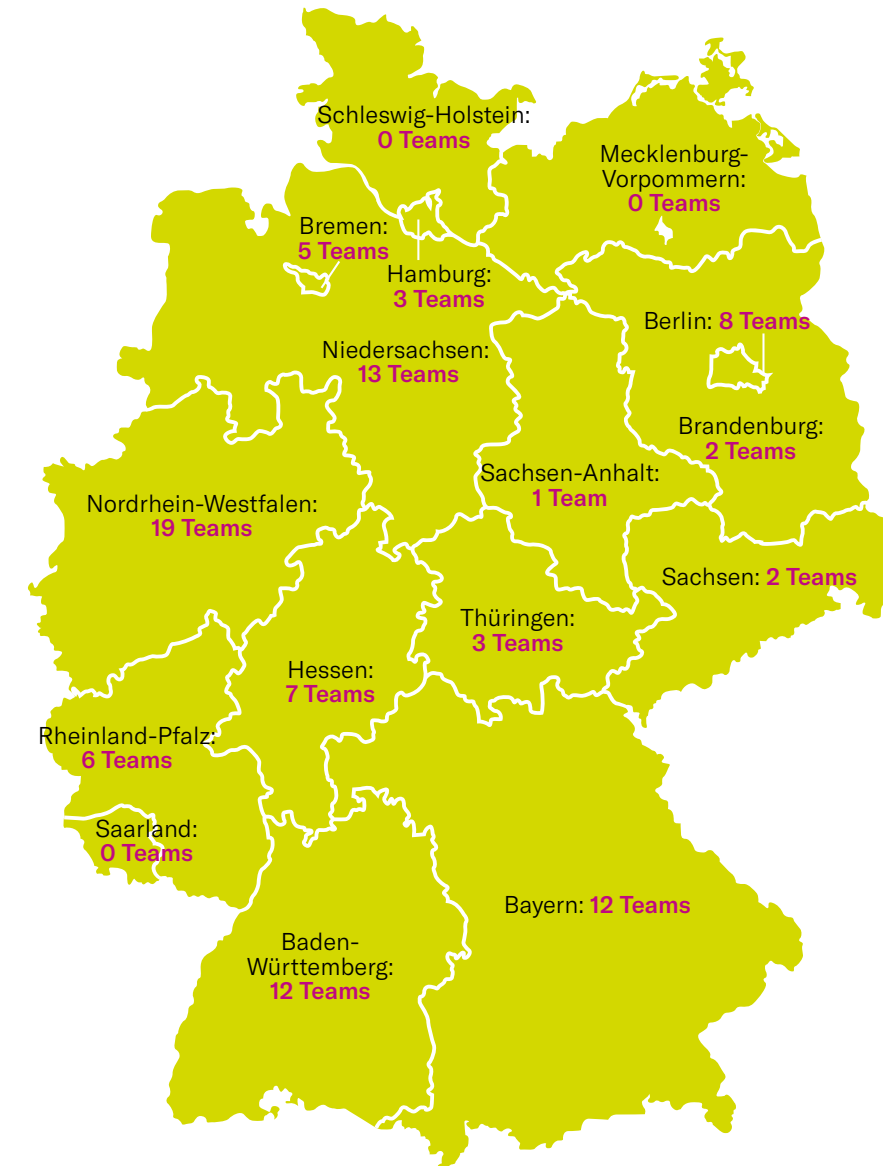 Schleswig-Holstein:
0 Teams
Mecklenburg-
Vorpommern:
0 Teams
Bremen:
5 Teams
Hamburg:
3 Teams
Berlin: 8 Teams
Niedersachsen:
13 Teams
Brandenburg:
2 Teams
Sachsen-Anhalt:
1 Team
Nordrhein-Westfalen:
19 Teams
Sachsen: 2 Teams
Thüringen:
3 Teams
Hessen:
7 Teams
Rheinland-Pfalz:
6 Teams
Saarland:
0 Teams
Bayern: 12 Teams
Baden-
Württemberg:
12 Teams